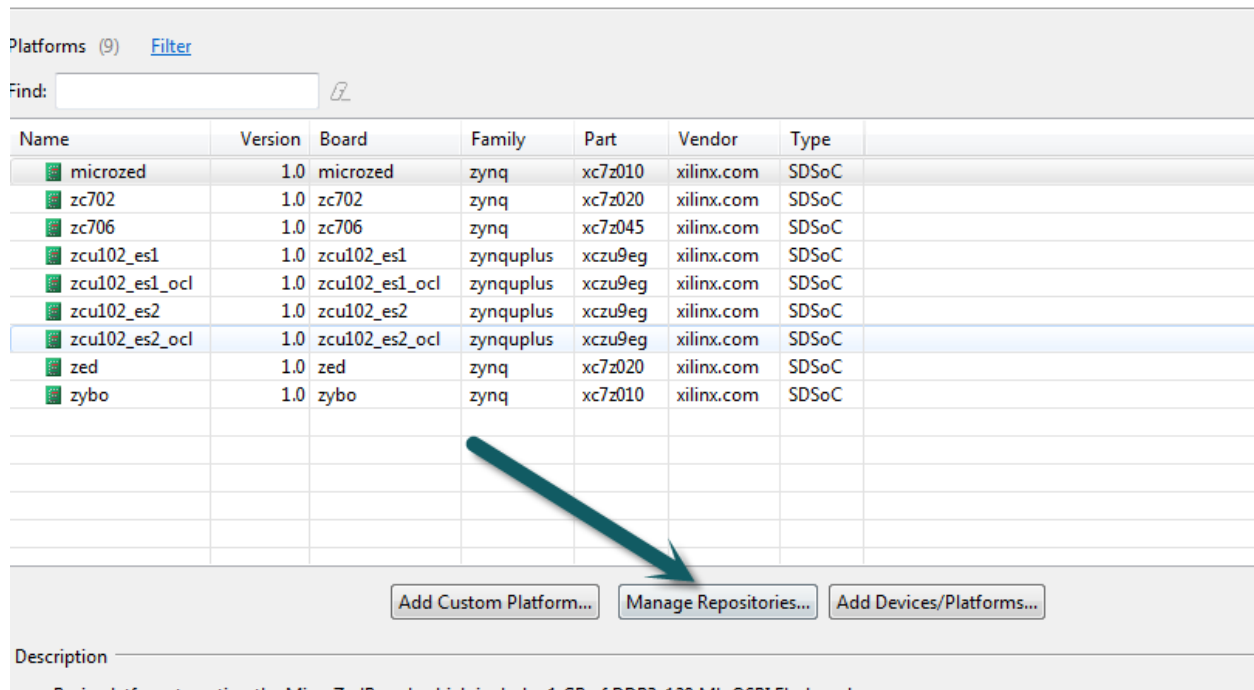 Platforms (9) Filter
Find:
Name Version Board Family Part Vendor Type
microzed 1.0 microzed zynq xc7z010 xilinx.com SDSoC
zc702 1.0 zc702 zynq xc7z020 xilinx.com SDSoC
zc706 1.0 zc706 zynq xc7z045 xilinx.com SDSoC
zcu102_es1 1.0 zcu102_es1 zynquplus xczu9eg xilinx.com SDSoC
zcu102_es1_ocl 1.0 zcu102_es1_ocl zynquplus xczu9eg xilinx.com SDSoC
zcu102_es2 1.0 zcu102_es2 zynquplus xczu9eg xilinx.com SDSoC
zcu102_es2_ocl 1.0 zcu102_es2_ocl zynquplus xczu9eg xilinx.com SDSoC
zed 1.0 zed zynq xc7z020 xilinx.com SDSoC
zybo 1.0 zybo zynq xc7z010 xilinx.com SDSoC
Add Custom Platform... Manage Repositories... Add Devices/Platforms...
Description